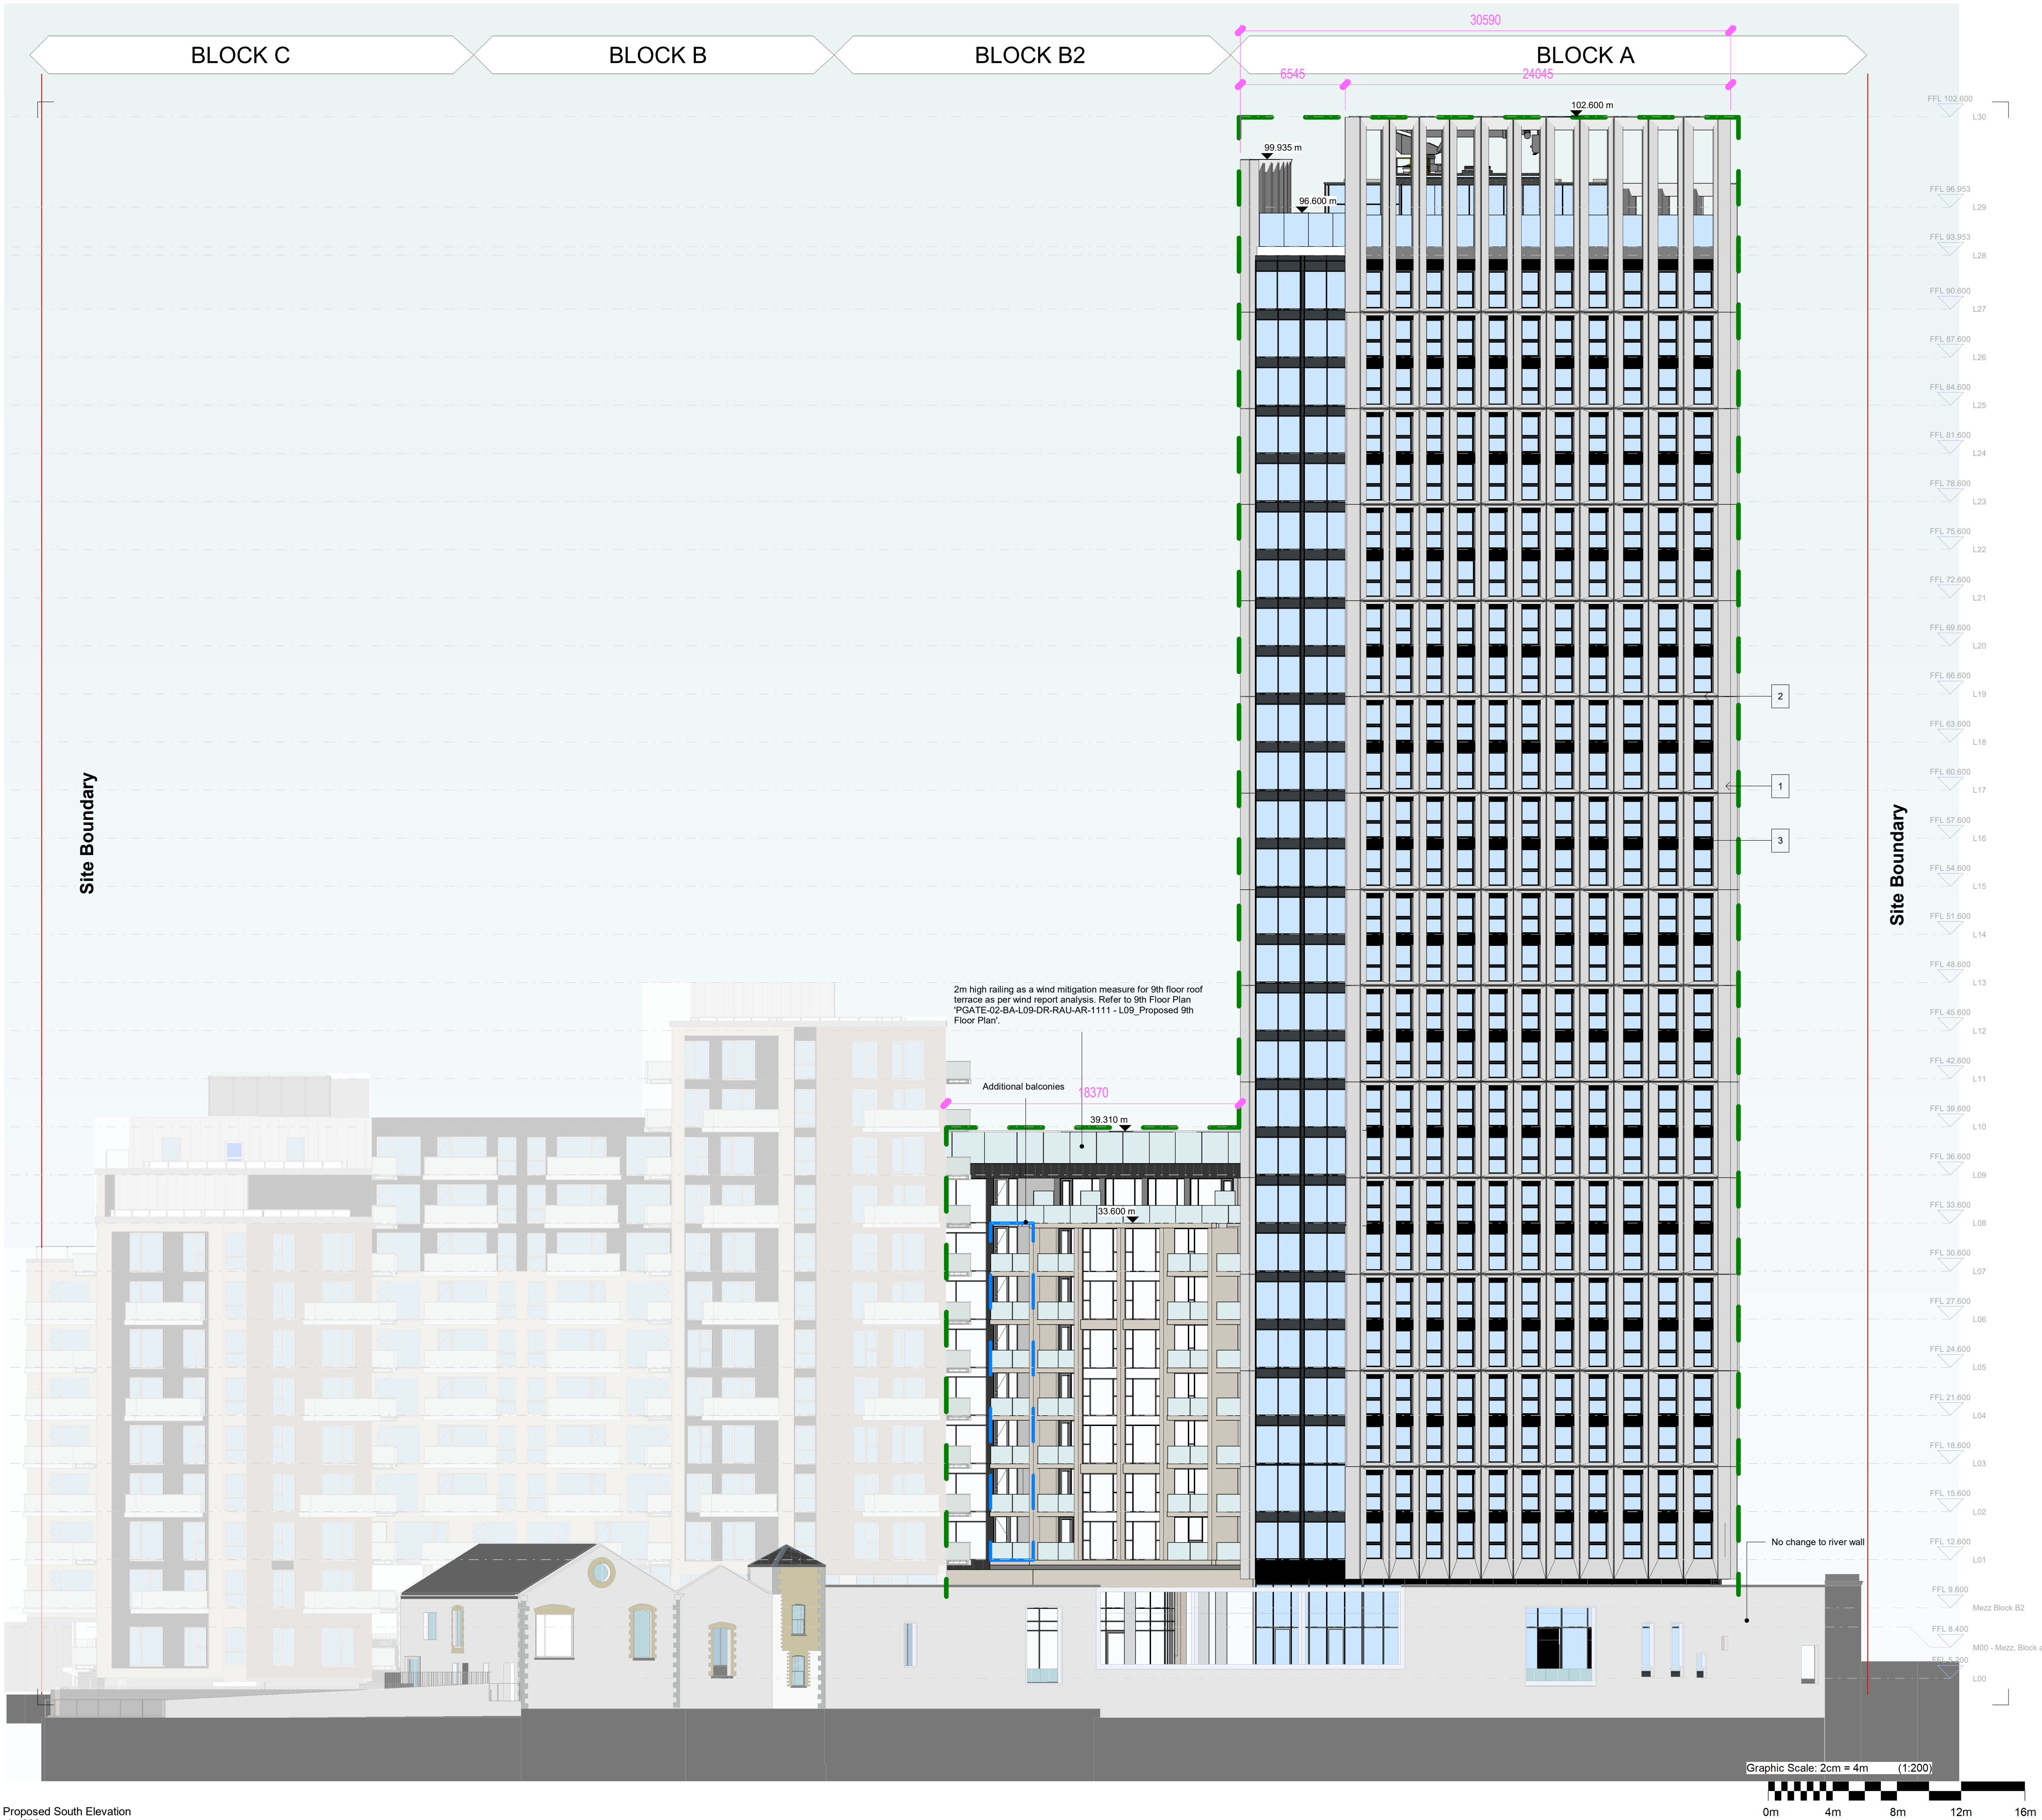 BLOCK C
BLOCK B
BLOCK B2
BLOCK A
30590
6545
24045
102.600 m
99.935 m
96.600 m
FFL 102.600
L30
FFL 96.953
L29
FFL 93.953
L28
FFL 90.600
L27
FFL 87.600
L26
FFL 84.600
L25
FFL 81.600
L24
FFL 78.600
L23
FFL 75.600
L22
FFL 72.600
L21
FFL 69.600
L20
FFL 66.600
L19
FFL 63.600
L18
FFL 60.600
L17
FFL 57.600
L16
FFL 54.600
L15
FFL 51.600
L14
FFL 48.600
L13
FFL 45.600
L12
FFL 42.600
L11
FFL 39.600
L10
FFL 36.600
L09
FFL 33.600
L08
FFL 30.600
L07
FFL 27.600
L06
FFL 24.600
L05
FFL 21.600
L04
FFL 18.600
L03
FFL 15.600
L02
FFL 12.600
L01
FFL 9.600
Mezz Block B2
FFL 8.400
M00 - Mezz, Block a
FFL 5.200
L00
2
1
3
Site Boundary
Site Boundary
2m high railing as a wind mitigation measure for 9th floor roof
terrace as per wind report analysis. Refer to 9th Floor Plan
'PGATE-02-BA-L09-DR-RAU-AR-1111 - L09_Proposed 9th
Floor Plan'.
Additional balconies
18370
39.310 m
33.600 m
No change to river wall
Graphic Scale: 2cm = 4m (1:200)
0m 4m 8m 12m 16m
Proposed South Elevation